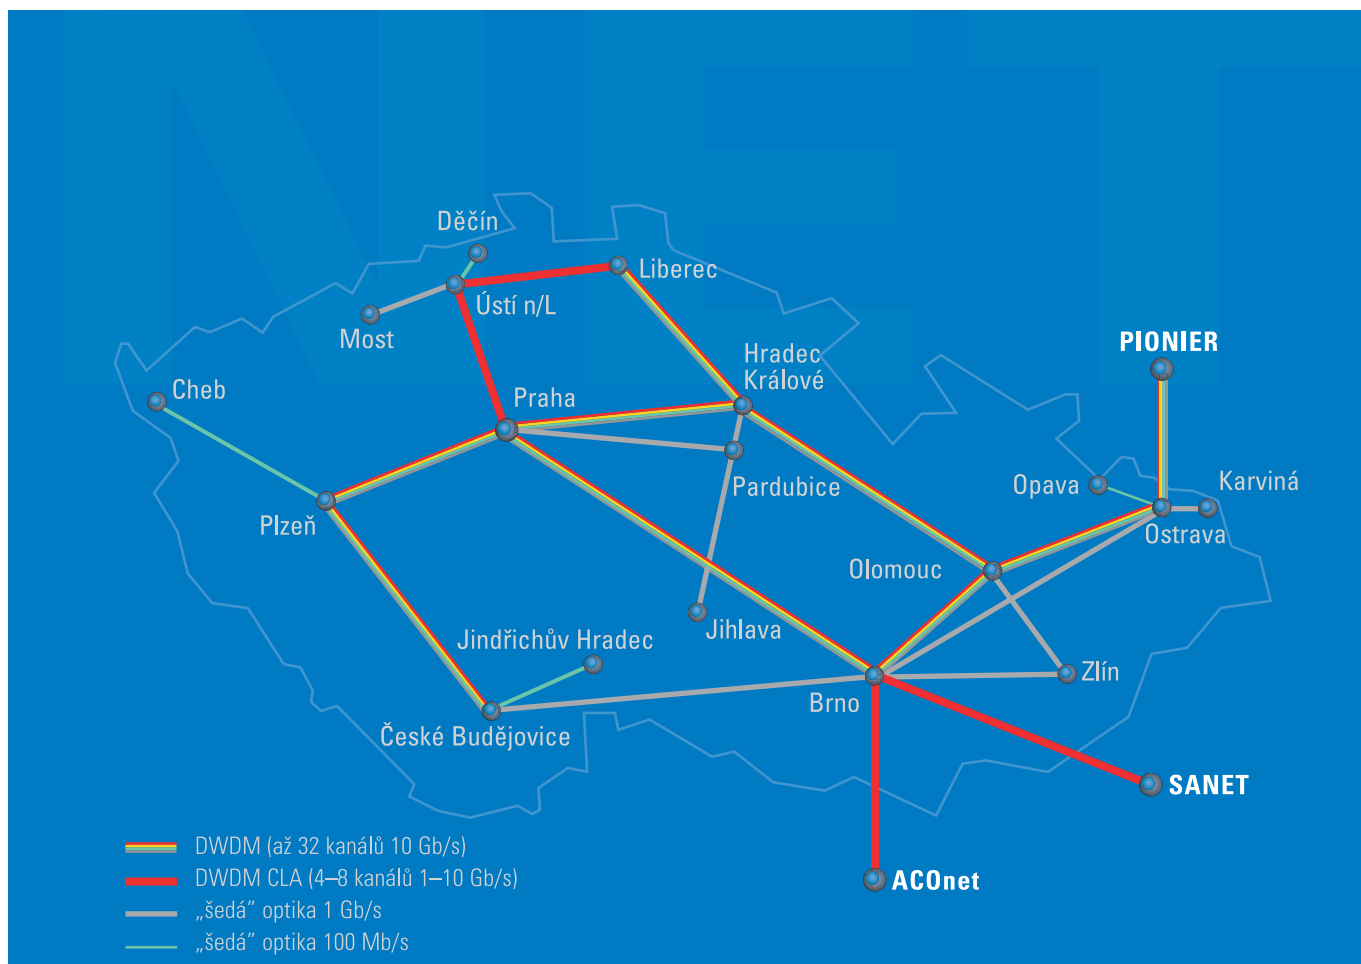 NET
Děčín
Liberec
Ústí n/L
Most
PIONIER
Hradec
Králové
Cheb
Praha
Pardubice
Opava
Karviná
Plzeň
Ostrava
Olomouc
Jihlava
Jindřichův Hradec
Zlín
Brno
České Budějovice
SANET
DWDM (až 32 kanálů 10 Gb/s)
DWDM CLA (4–8 kanálů 1–10 Gb/s)
ACOnet
„šedá” optika 1 Gb/s
„šedá” optika 100 Mb/s